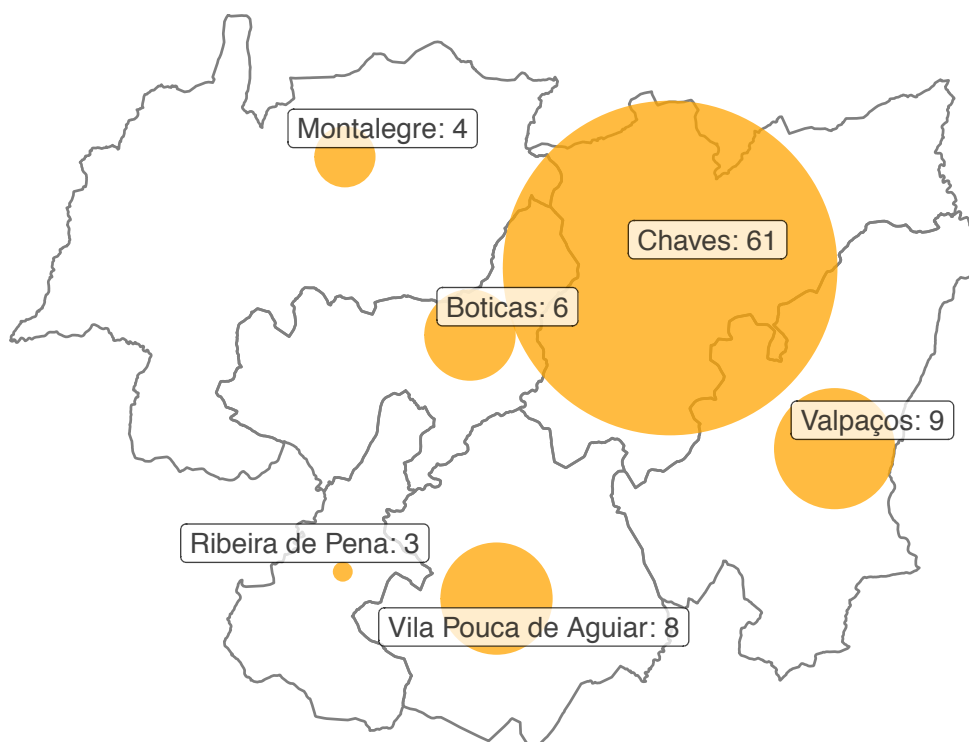 Montalegre: 4
Chaves: 61
Boticas: 6
Valpaços: 9
Ribeira de Pena: 3
Vila Pouca de Aguiar: 8